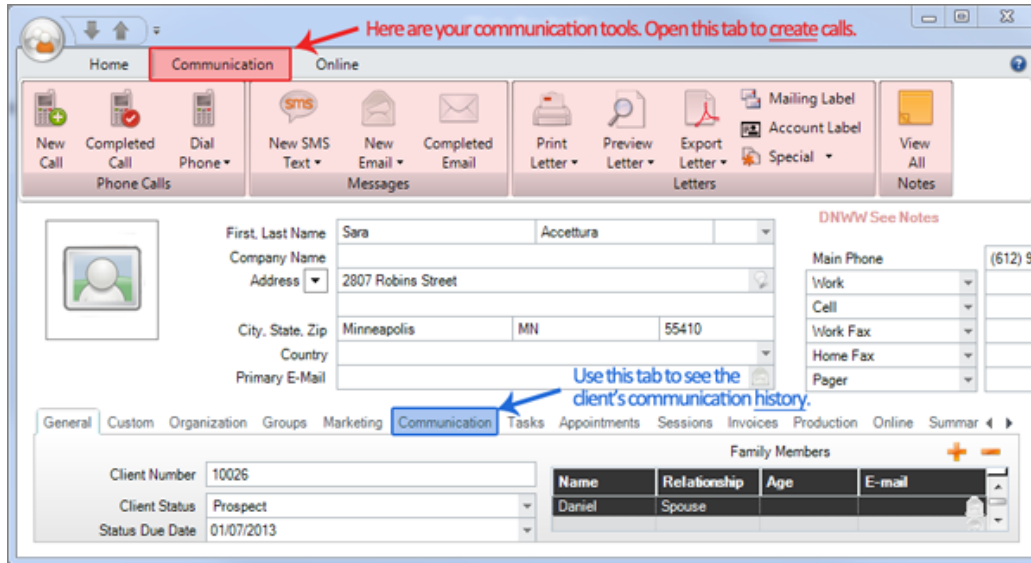 Here are your communication tools. Open this tab to create calls.
Home Communication Online
New Call Completed Call Dial Phone
Phone Calls
New SMS Text New Email Completed Email
Messages
Print Letter Preview Letter Export Letter Mailing Label Account Label Special
Letters
View All
Notes
DNWW See Notes
First, Last Name Sara Accettura
Company Name
Address 2807 Robins Street
City, State, Zip Minneapolis MN 55410
Country
Primary E-Mail
Main Phone (612) 9
Work
Cell
Work Fax
Home Fax
Pager
Use this tab to see the
client's communication history.
General Custom Organization Groups Marketing Communication Tasks Appointments Sessions Invoices Production Online Summar
Client Number 10026
Client Status Prospect
Status Due Date 01/07/2013
Family Members
Name Relationship Age E-mail
Daniel Spouse